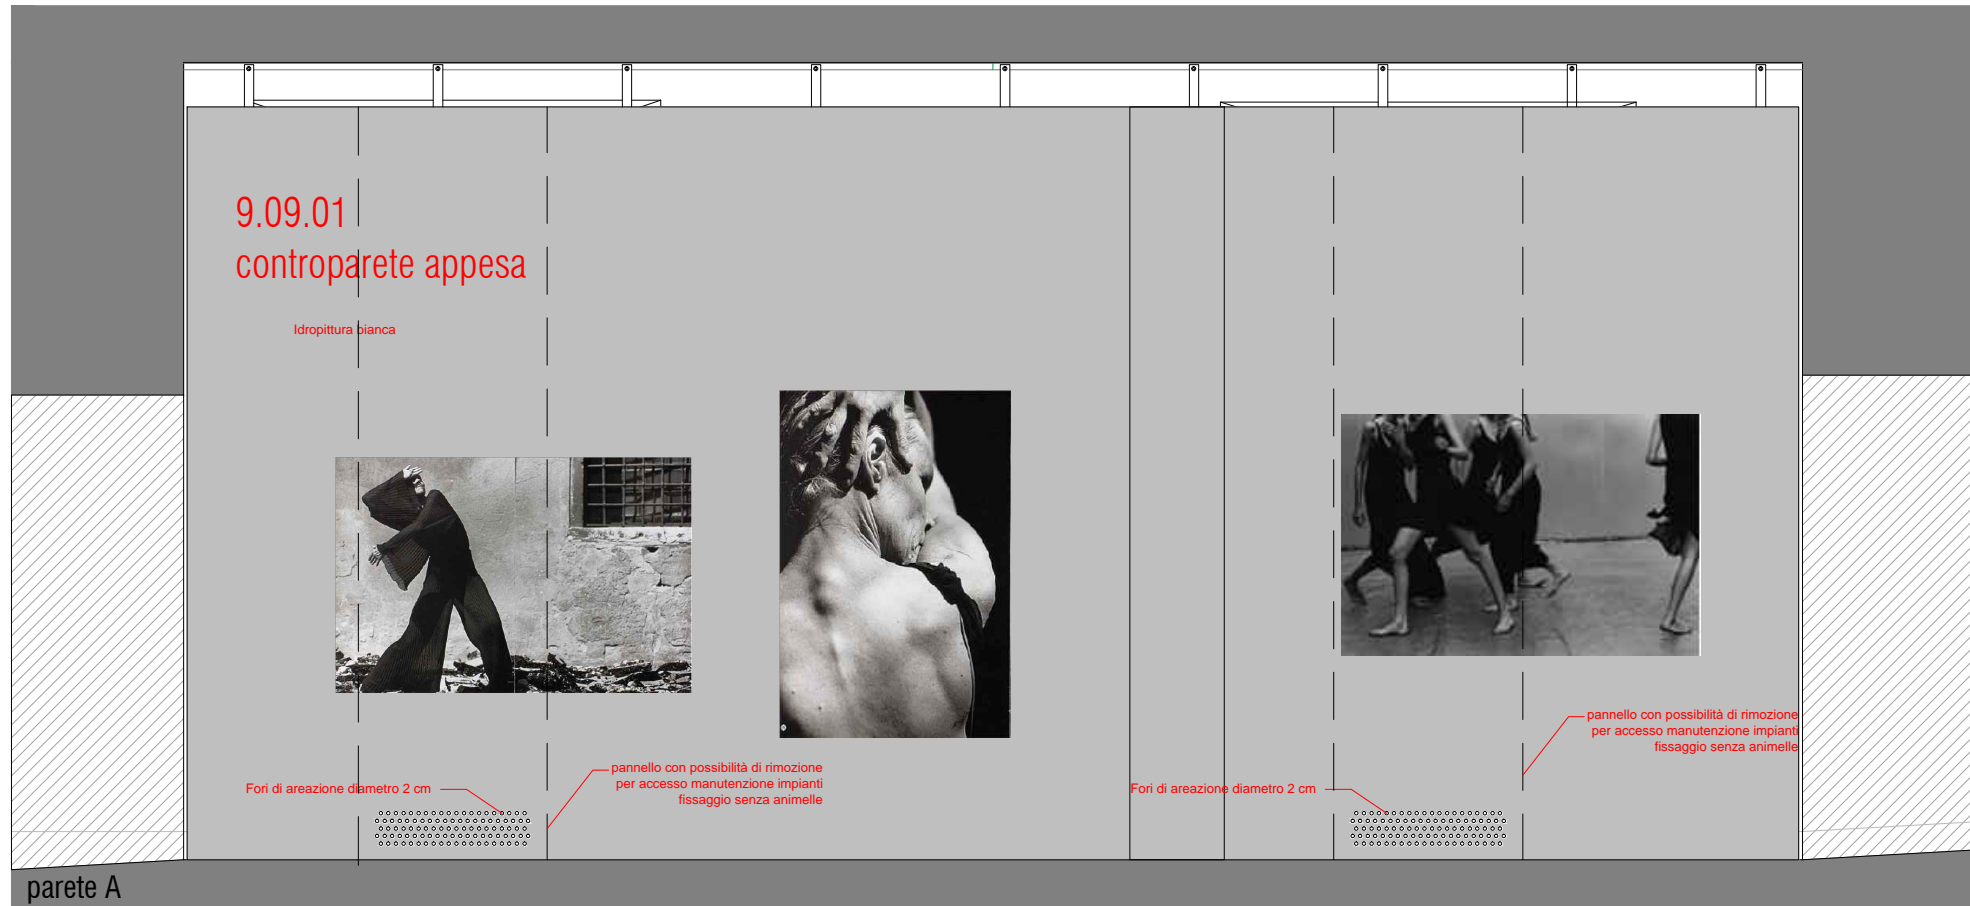 9.09.01
controparete appesa
Idropittura bianca
pannello con possibilità di rimozione
per accesso manutenzione impianti
fissaggio senza animelle
pannello con possibilità di rimozione
per accesso manutenzione impianti
fissaggio senza animelle
Fori di areazione diametro 2 cm
Fori di areazione diametro 2 cm
parete A